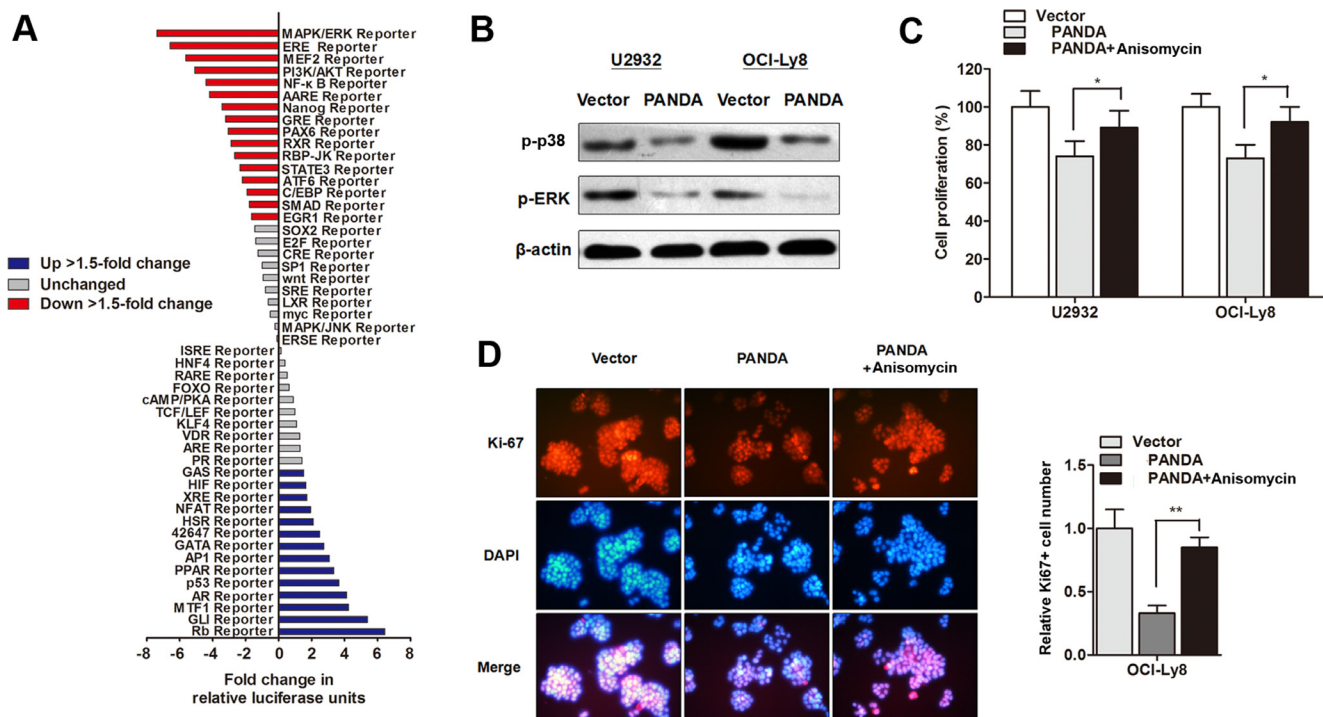 A
MAPK/ERK Reporter
ERE Reporter
MEF2 Reporter
PI3K/AKT Reporter
NF-κ B Reporter
AARE Reporter
Nanog Reporter
GRE Reporter
PAX6 Reporter
RXR Reporter
RBP-JK Reporter
STATE3 Reporter
ATF6 Reporter
C/EBP Reporter
SMAD Reporter
EGR1 Reporter
SOX2 Reporter
E2F Reporter
CRE Reporter
SP1 Reporter
wnt Reporter
SRE Reporter
LXR Reporter
myc Reporter
MAPK/JNK Reporter
ERSE Reporter
ISRE Reporter
HNF4 Reporter
RARE Reporter
FOXO Reporter
cAMP/PKA Reporter
TCF/LEF Reporter
KLF4 Reporter
VDR Reporter
ARE Reporter
PR Reporter
GAS Reporter
HIF Reporter
XRE Reporter
NFAT Reporter
HSR Reporter
42647 Reporter
GATA Reporter
AP1 Reporter
PPAR Reporter
p53 Reporter
AR Reporter
MTF1 Reporter
GLI Reporter
Rb Reporter
Up >1.5-fold change
Unchanged
Down >1.5-fold change
-8 -6 -4 -2 0 2 4 6 8
Fold change in
relative luciferase units
B
U2932 OCI-Ly8
Vector PANDA Vector PANDA
p-p38
p-ERK
β-actin
C
Vector
PANDA
PANDA+Anisomycin
Cell proliferation (%)
120
100
80
60
40
20
0
* *
U2932 OCI-Ly8
D
Vector PANDA PANDA
+Anisomycin
Ki-67
DAPI
Merge
Vector
PANDA
PANDA+Anisomycin
Relative Ki67+ cell number
1.5
1.0
0.5
0.0
**
OCI-Ly8